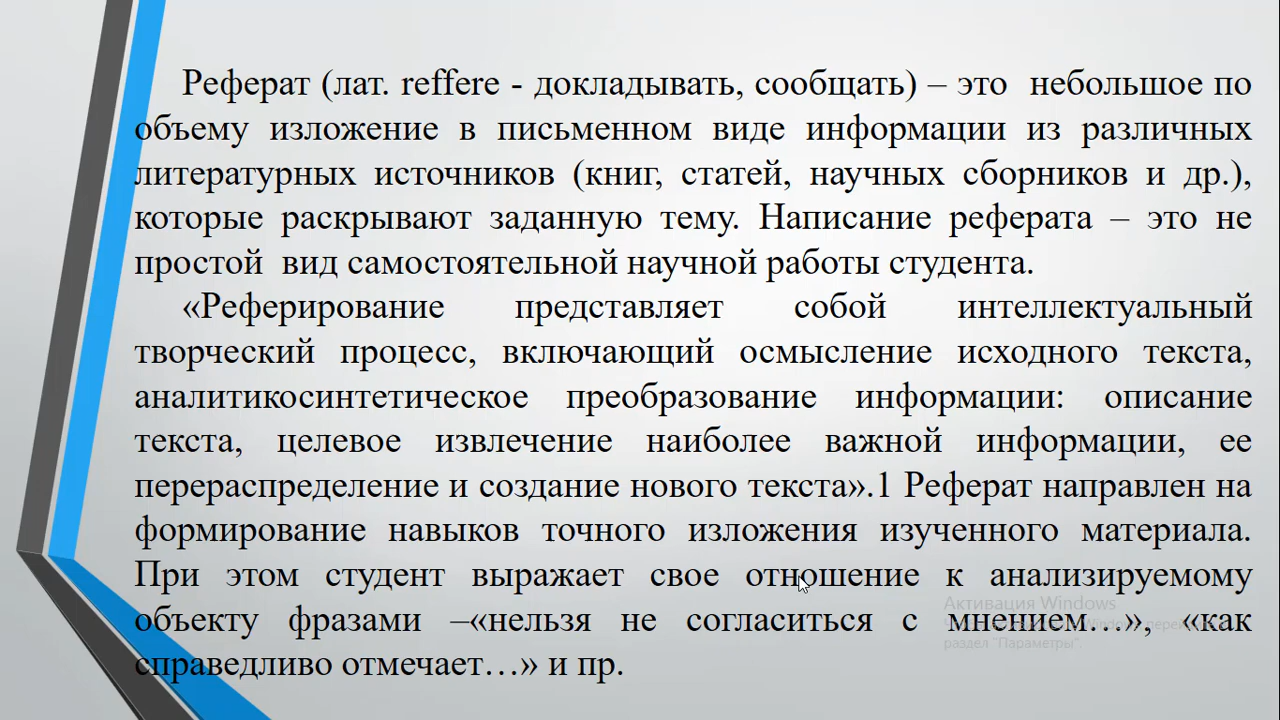 Реферат (лат. reffere - докладывать, сообщать) – это небольшое по
объему изложение в письменном виде информации из различных
литературных источников (книг, статей, научных сборников и др.),
которые раскрывают заданную тему. Написание реферата – это не
простой вид самостоятельной научной работы студента.
«Реферирование представляет собой интеллектуальный
творческий процесс, включающий осмысление исходного текста,
аналитикосинтетическое преобразование информации: описание
текста, целевое извлечение наиболее важной информации, ее
перераспределение и создание нового текста».1 Реферат направлен на
формирование навыков точного изложения изученного материала.
При этом студент выражает свое отношение к анализируемому
объекту фразами –«нельзя не согласиться с тезисом…», «как
справедливо отмечает…» и пр.
Активация Windows
раздел "Параметры".